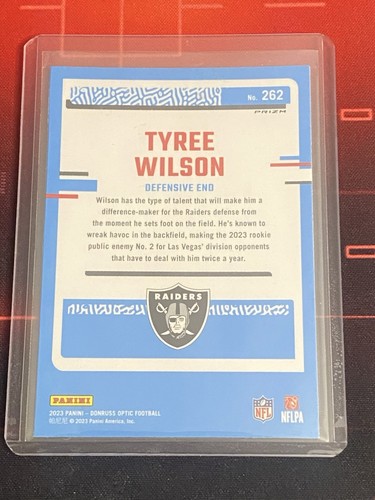 No. 262
PRIZM
TYREE
WILSON
DEFENSIVE END
Wilson has the type of talent that will make him a
difference-maker for the Raiders defense from
the moment he sets foot on the field. He's known to
wreak havoc in the backfield, making the 2023 rookie
public enemy No. 2 for Las Vegas' division opponents
that have to deal with him twice a year.
RAIDERS
PANINI
NFL
NFLPA
2023 PANINI - DONRUSS OPTIC FOOTBALL
帕尼尼 © 2023 Panini America, Inc.